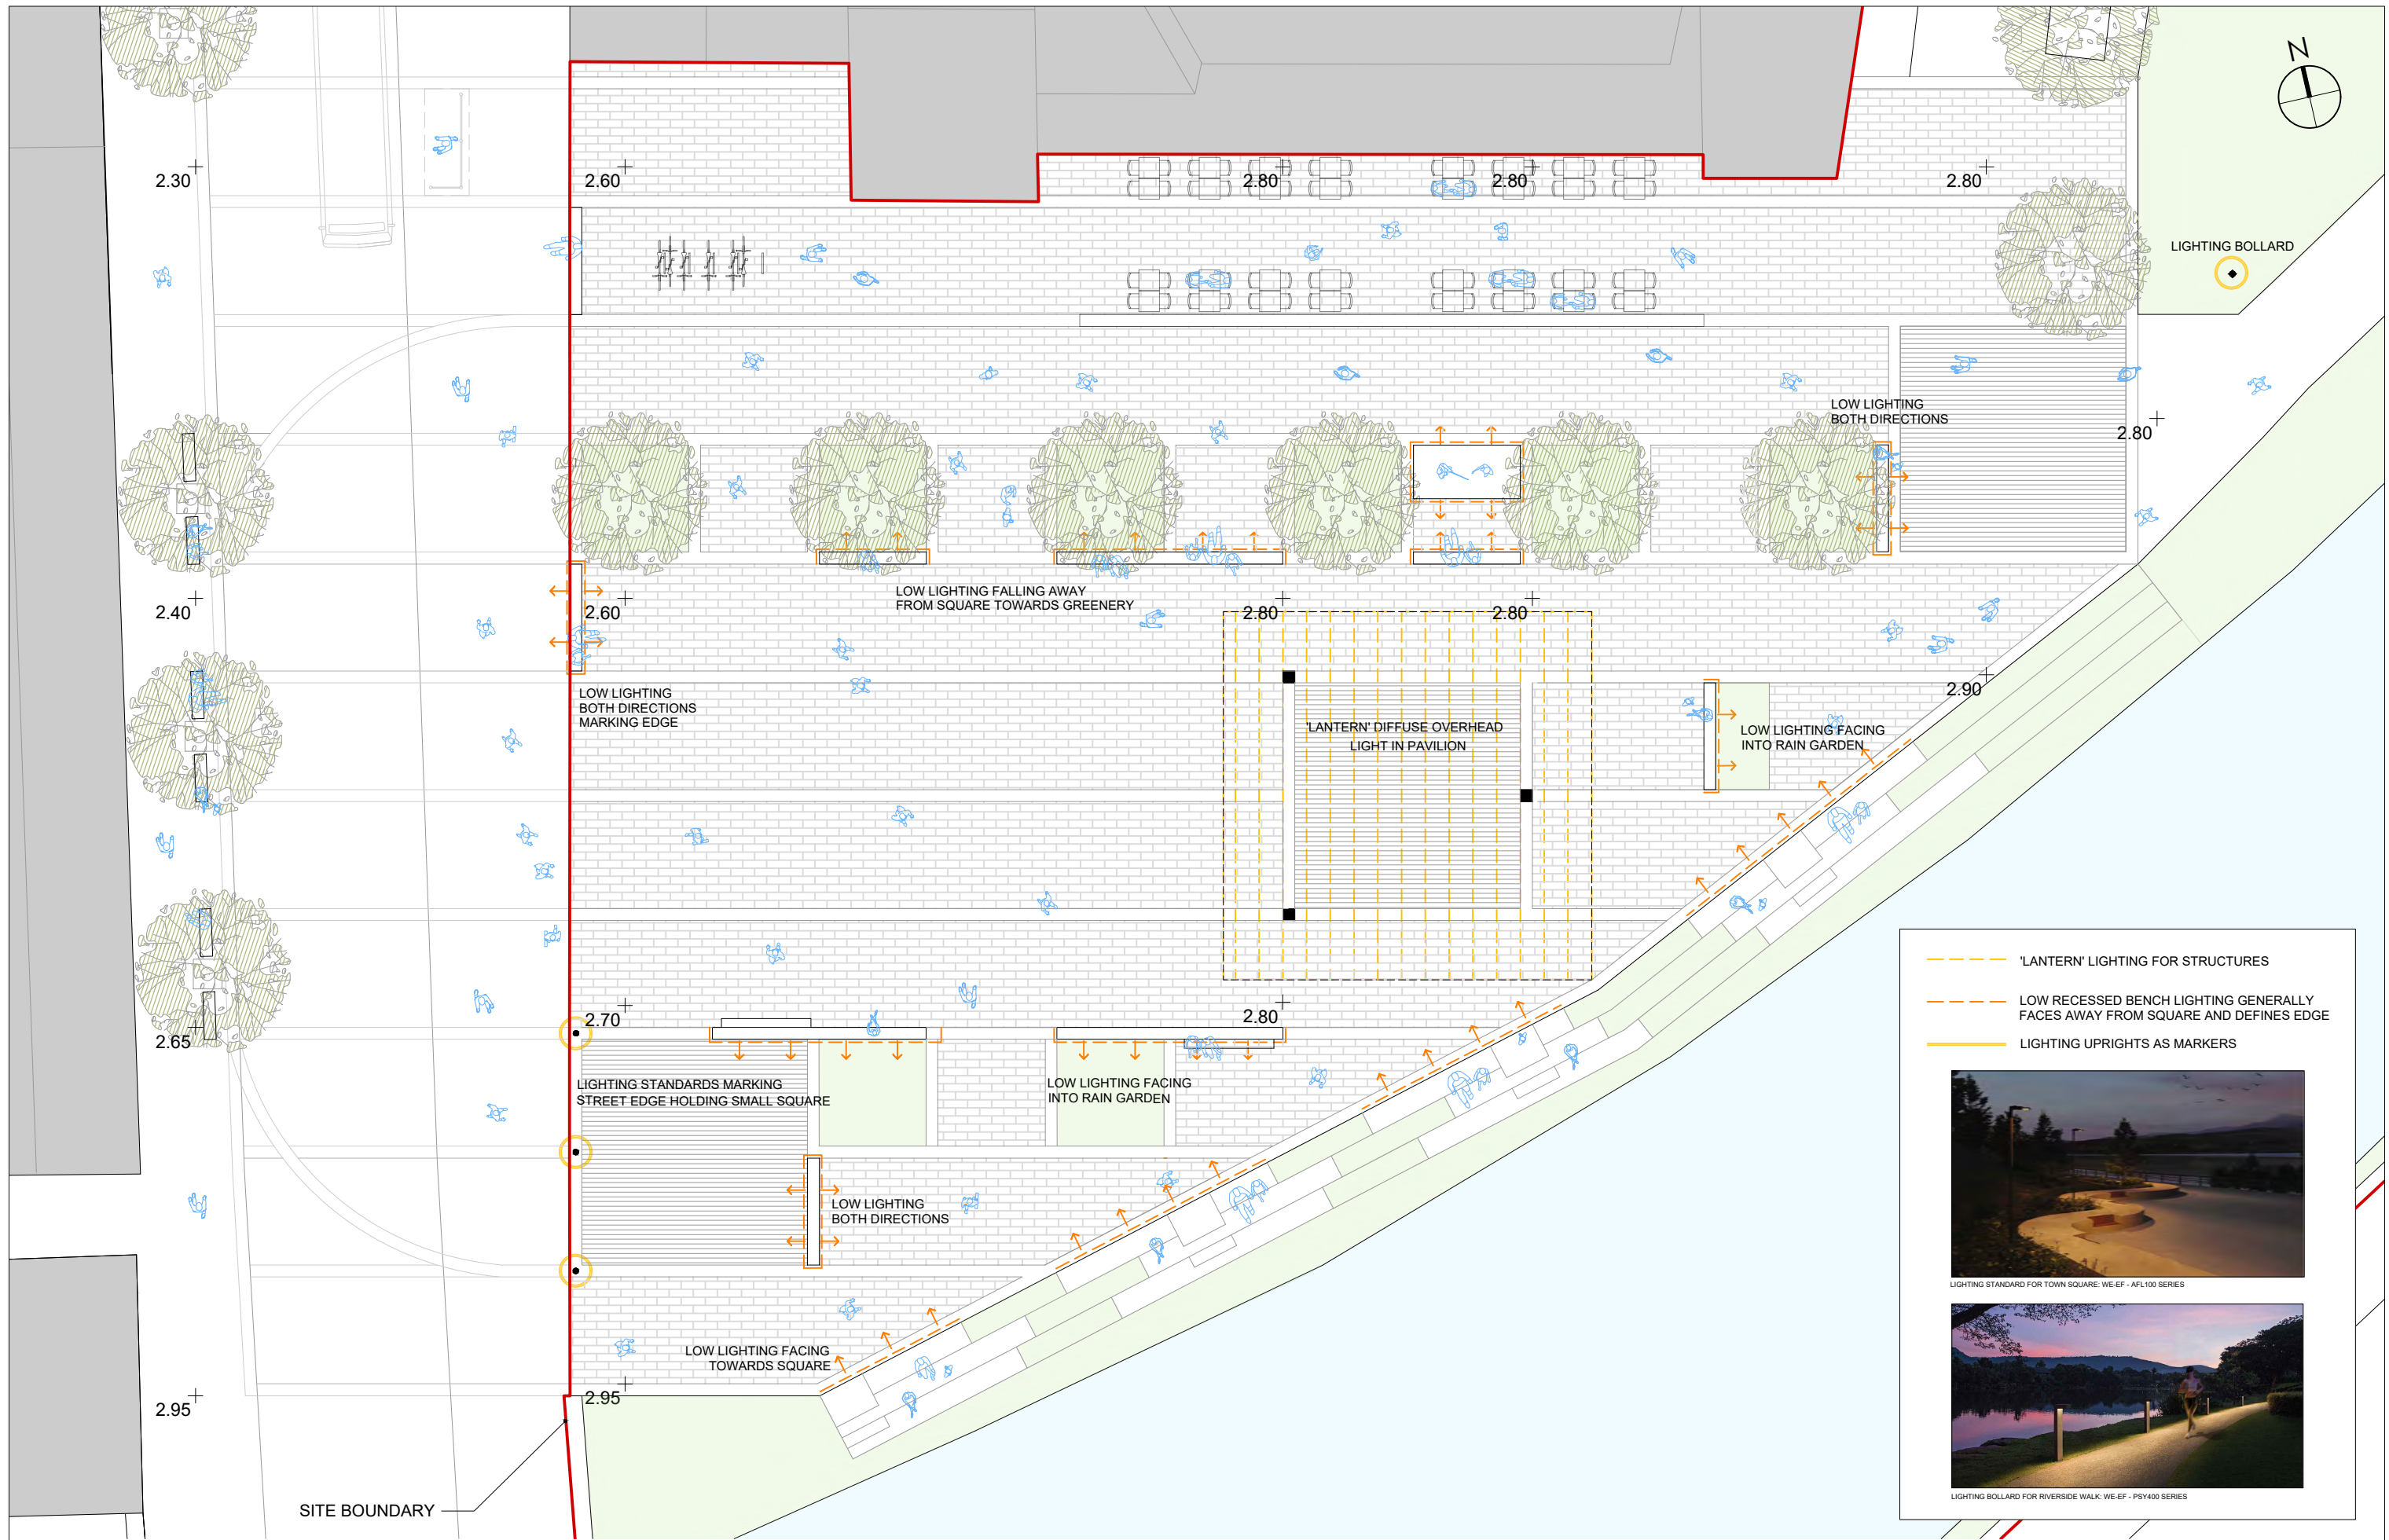 N
2.30
2.60
2.80
2.80
2.80
LIGHTING BOLLARD
LOW LIGHTING
BOTH DIRECTIONS
2.80
2.40
2.60
LOW LIGHTING FALLING AWAY
FROM SQUARE TOWARDS GREENERY
2.80
2.80
LOW LIGHTING
BOTH DIRECTIONS
MARKING EDGE
2.90
'LANTERN' DIFFUSE OVERHEAD
LIGHT IN PAVILION
LOW LIGHTING FACING
INTO RAIN GARDEN
2.65
2.70
2.80
LIGHTING STANDARDS MARKING
STREET EDGE HOLDING SMALL SQUARE
LOW LIGHTING FACING
INTO RAIN GARDEN
LOW LIGHTING
BOTH DIRECTIONS
LOW LIGHTING FACING
TOWARDS SQUARE
2.95
2.95
SITE BOUNDARY
'LANTERN' LIGHTING FOR STRUCTURES
LOW RECESSED BENCH LIGHTING GENERALLY
FACES AWAY FROM SQUARE AND DEFINES EDGE
LIGHTING UPRIGHTS AS MARKERS
LIGHTING STANDARD FOR TOWN SQUARE: WE-EF - AFL100 SERIES
LIGHTING BOLLARD FOR RIVERSIDE WALK: WE-EF - PSY400 SERIES